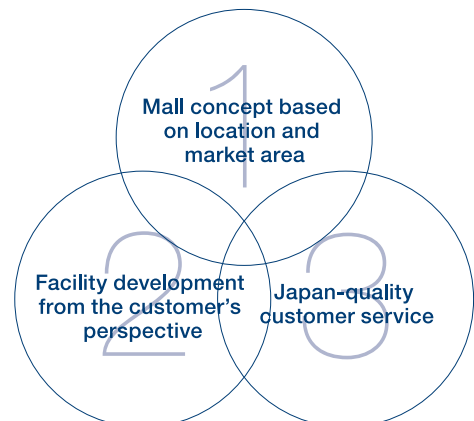 1
Mall concept based
on location and
market area
2
Facility development
from the customer's
perspective
3
Japan-quality
customer service